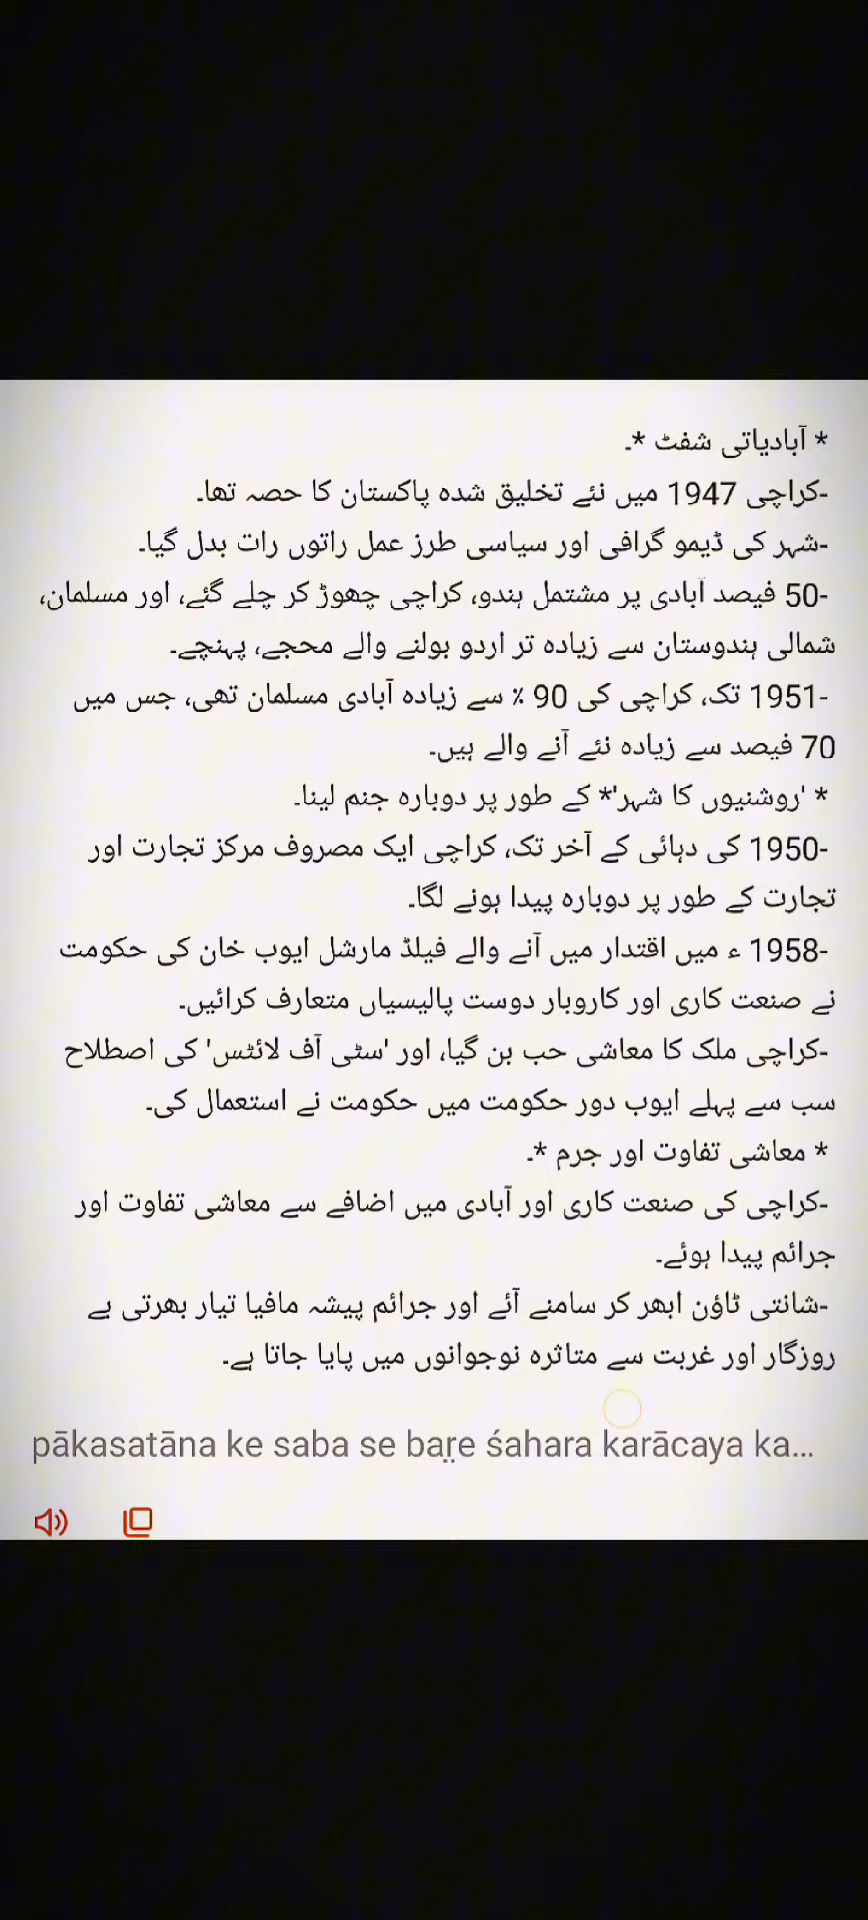 * آبادیاتی شفٹ *۔
-کراچی 1947 میں نئے تخلیق شدہ پاکستان کا حصہ تھا۔
-شہر کی ڈیمو گرافی اور سیاسی طرز عمل راتوں رات بدل گیا۔
-50 فیصد آبادی پر مشتمل ہندو، کراچی چھوڑ کر چلے گئے، اور مسلمان،
شمالی ہندوستان سے زیادہ تر اردو بولنے والے محجے، پہنچے۔
-1951 تک، کراچی کی 90 ٪ سے زیادہ آبادی مسلمان تھی، جس میں
70 فیصد سے زیادہ نئے آنے والے ہیں۔
* 'روشنیوں کا شہر'* کے طور پر دوبارہ جنم لینا۔
-1950 کی دہائی کے آخر تک، کراچی ایک مصروف مرکز تجارت اور
تجارت کے طور پر دوبارہ پیدا ہونے لگا۔
-1958 ء میں اقتدار میں آنے والے فیلڈ مارشل ایوب خان کی حکومت
نے صنعت کاری اور کاروبار دوست پالیسیاں متعارف کرائیں۔
-کراچی ملک کا معاشی حب بن گیا، اور 'سٹی آف لائٹس' کی اصطلاح
سب سے پہلے ایوب دور حکومت میں حکومت نے استعمال کی۔
* معاشی تفاوت اور جرم *۔
-کراچی کی صنعت کاری اور آبادی میں اضافے سے معاشی تفاوت اور
جرائم پیدا ہوئے۔
-شانتی ٹاؤن ابھر کر سامنے آئے اور جرائم پیشہ مافیا تیار بھرتی بے
روزگار اور غربت سے متاثرہ نوجوانوں میں پایا جاتا ہے۔
pākasatāna ke saba se baṟe śahara karācaya ka...